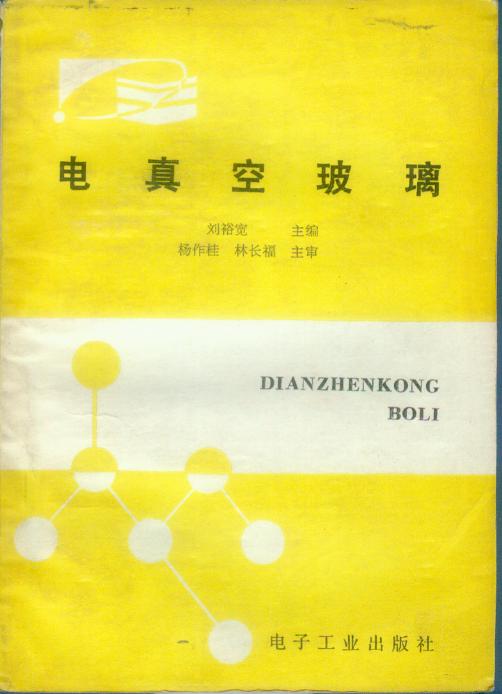 电真空玻璃
刘裕宽 主编
杨作桂 林长福 主审
DIANZHENKONG
BOLI
电子工业出版社